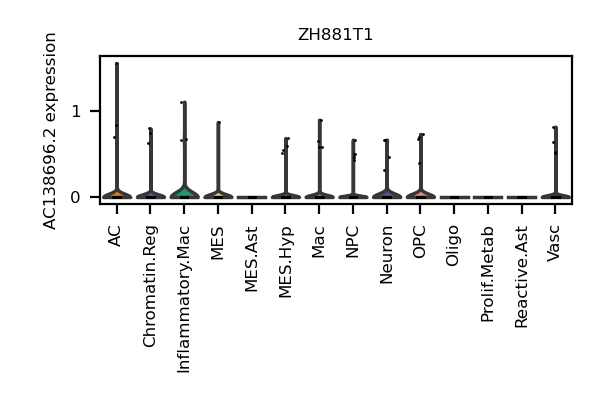 ZH881T1
AC138696.2 expression
1
0
AC
Chromatin.Reg
Inflammatory.Mac
MES
MES.Ast
MES.Hyp
Mac
NPC
Neuron
OPC
Oligo
Prolif.Metab
Reactive.Ast
Vasc